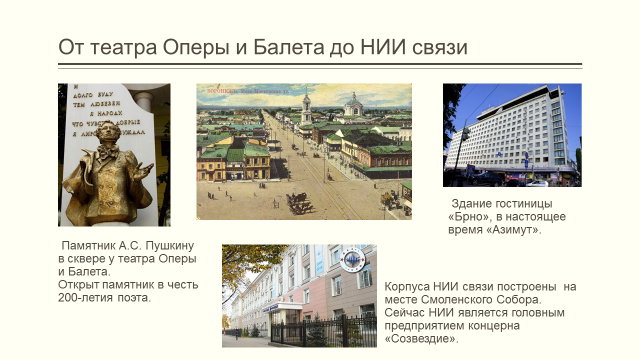 От театра Оперы и Балета до НИИ связи
И
ДОЛГО БУДУ
ТЕМ ЛЮБЕЗЕН
Я НАРОДУ,
ЧТО ЧУВСТВА ДОБРЫЕ
Я ЛИРОЙ ПРОБУЖДАЛ
ВОРОНЕЖЪ.
Здание гостиницы
«Брно», в настоящее
время «Азимут».
Памятник А.С. Пушкину
в сквере у театра Оперы
и Балета.
Открыт памятник в честь
200-летия поэта.
Корпуса НИИ связи построены на
месте Смоленского Собора.
Сейчас НИИ является головным
предприятием концерна
«Созвездие».